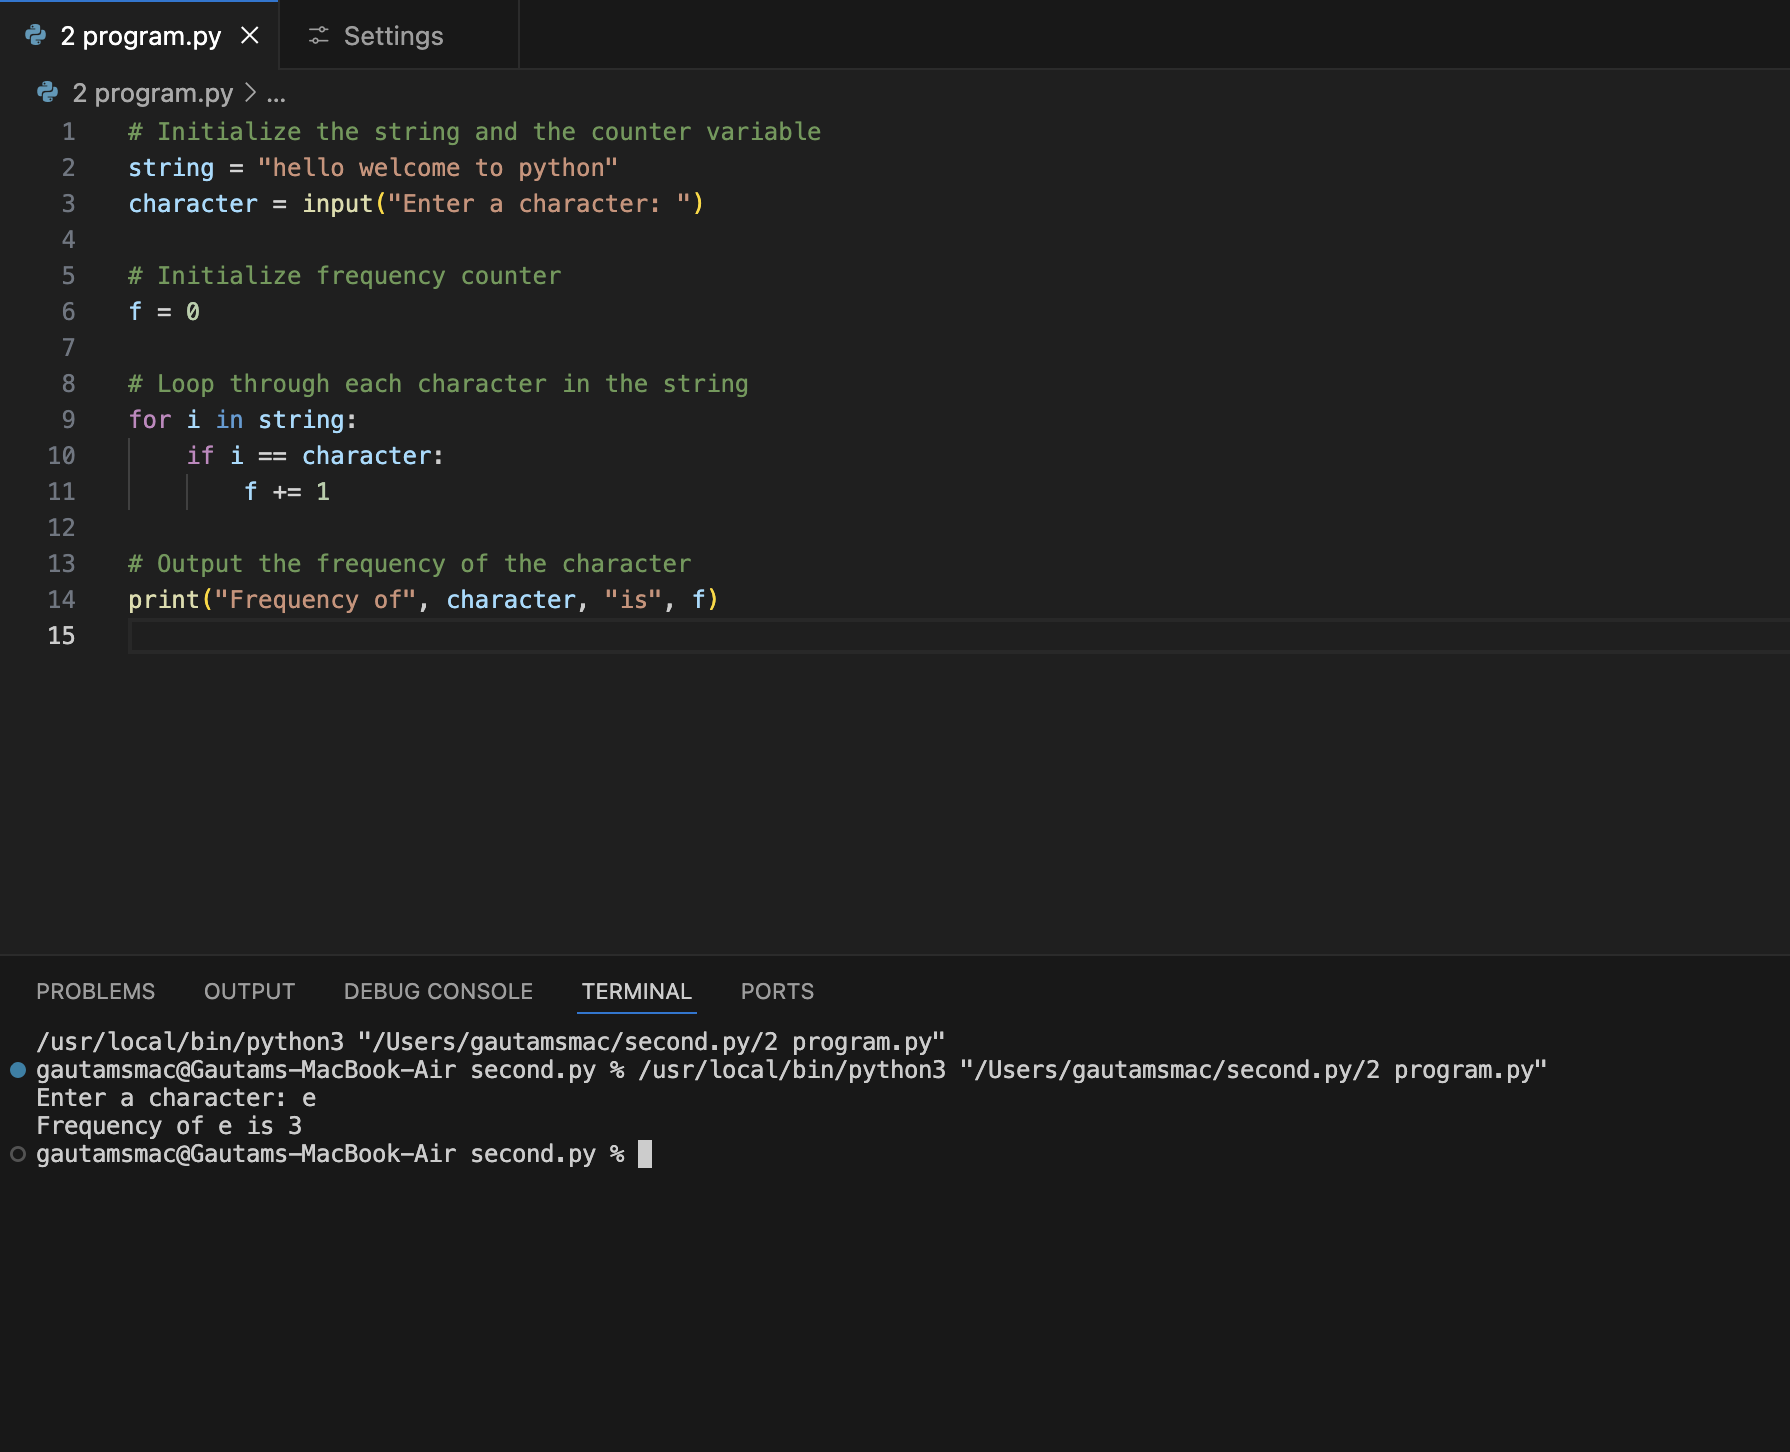 2 program.py
Settings
2 program.py > ...
1 # Initialize the string and the counter variable
2 string = "hello welcome to python"
3 character = input("Enter a character: ")
4
5 # Initialize frequency counter
6 f = 0
7
8 # Loop through each character in the string
9 for i in string:
10     if i == character:
11         f += 1
12
13 # Output the frequency of the character
14 print("Frequency of", character, "is", f)
15
PROBLEMS OUTPUT DEBUG CONSOLE TERMINAL PORTS
/usr/local/bin/python3 "/Users/gautamsmac/second.py/2 program.py"
gautamsmac@Gautams-MacBook-Air second.py % /usr/local/bin/python3 "/Users/gautamsmac/second.py/2 program.py"
Enter a character: e
Frequency of e is 3
gautamsmac@Gautams-MacBook-Air second.py %